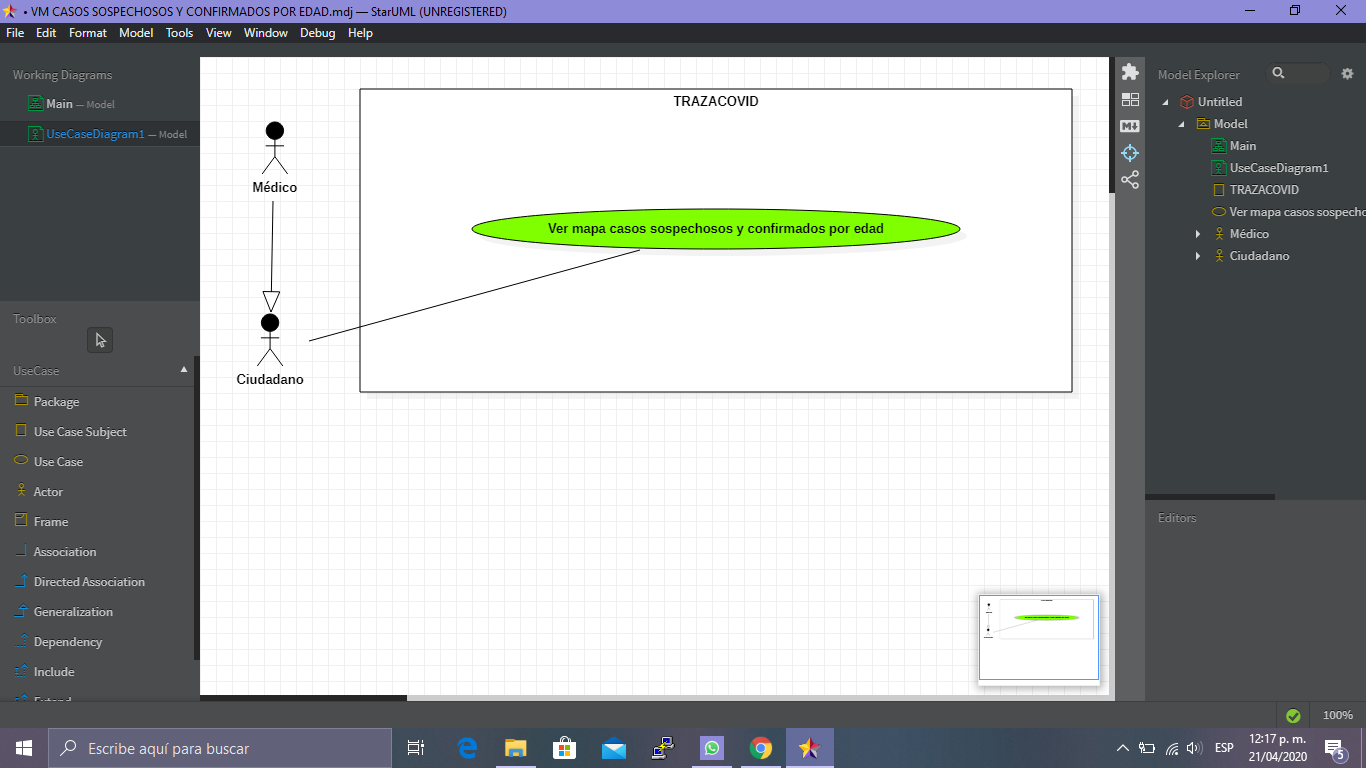 • VM CASOS SOSPECHOSOS Y CONFIRMADOS POR EDAD.mdj — StarUML (UNREGISTERED)
File Edit Format Model Tools View Window Debug Help
Working Diagrams
Main — Model
UseCaseDiagram1 — Model
Toolbox
UseCase
Package
Use Case Subject
Use Case
Actor
Frame
Association
Directed Association
Generalization
Dependency
Include
Extend
TRAZACOVID
Médico
Ver mapa casos sospechosos y confirmados por edad
Ciudadano
Model Explorer
Untitled
Model
Main
UseCaseDiagram1
TRAZACOVID
Ver mapa casos sospecho
Médico
Ciudadano
Editors
100%
Escribe aquí para buscar
ESP
12:17 p. m.
21/04/2020
5